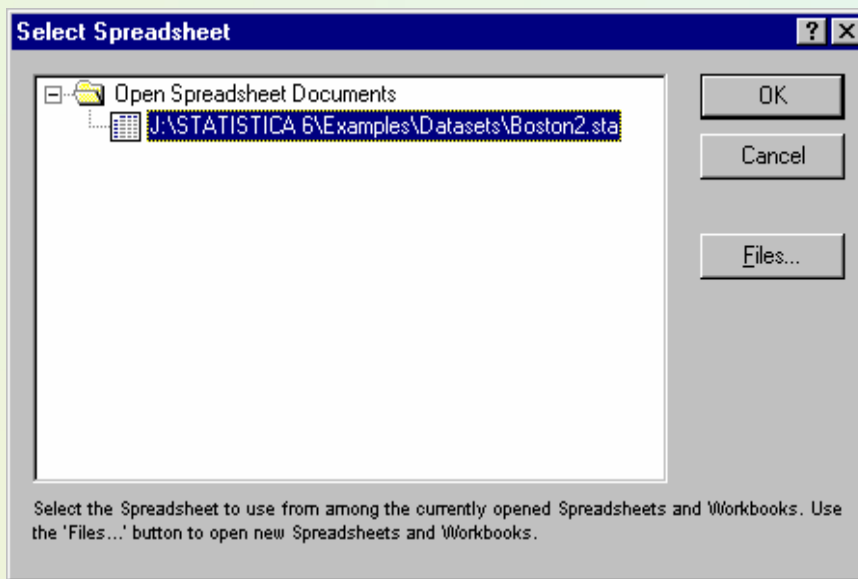 Select Spreadsheet
Open Spreadsheet Documents
J:\STATISTICA 6\Examples\Datasets\Boston2.sta
OK
Cancel
Files...
Select the Spreadsheet to use from among the currently opened Spreadsheets and Workbooks. Use
the 'Files...' button to open new Spreadsheets and Workbooks.